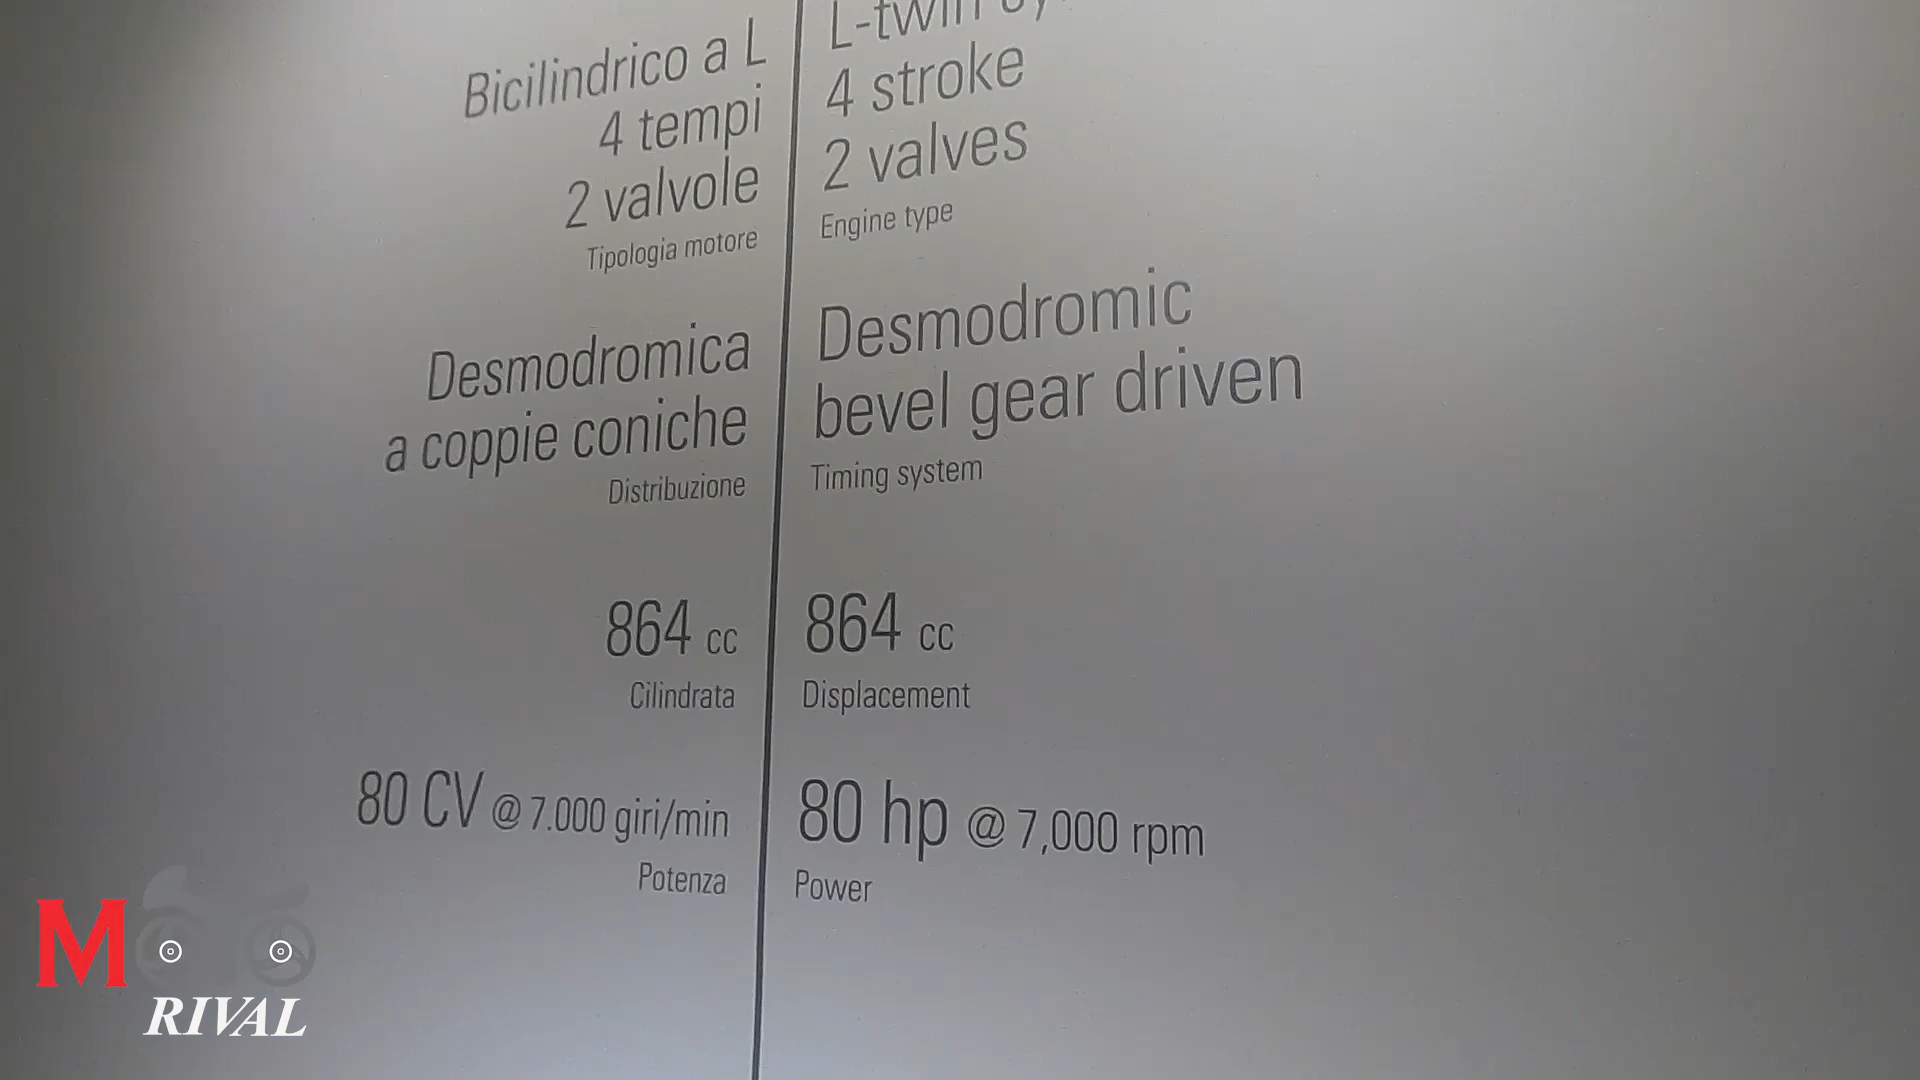 Bicilindrico a L
4 tempi
2 valvole
Tipologia motore
Desmodromica
a coppie coniche
Distribuzione
864 cc
Cilindrata
80 CV @ 7.000 giri/min
Potenza
L-twin
4 stroke
2 valves
Engine type
Desmodromic
bevel gear driven
Timing system
864 cc
Displacement
80 hp @ 7,000 rpm
Power
M
RIVAL